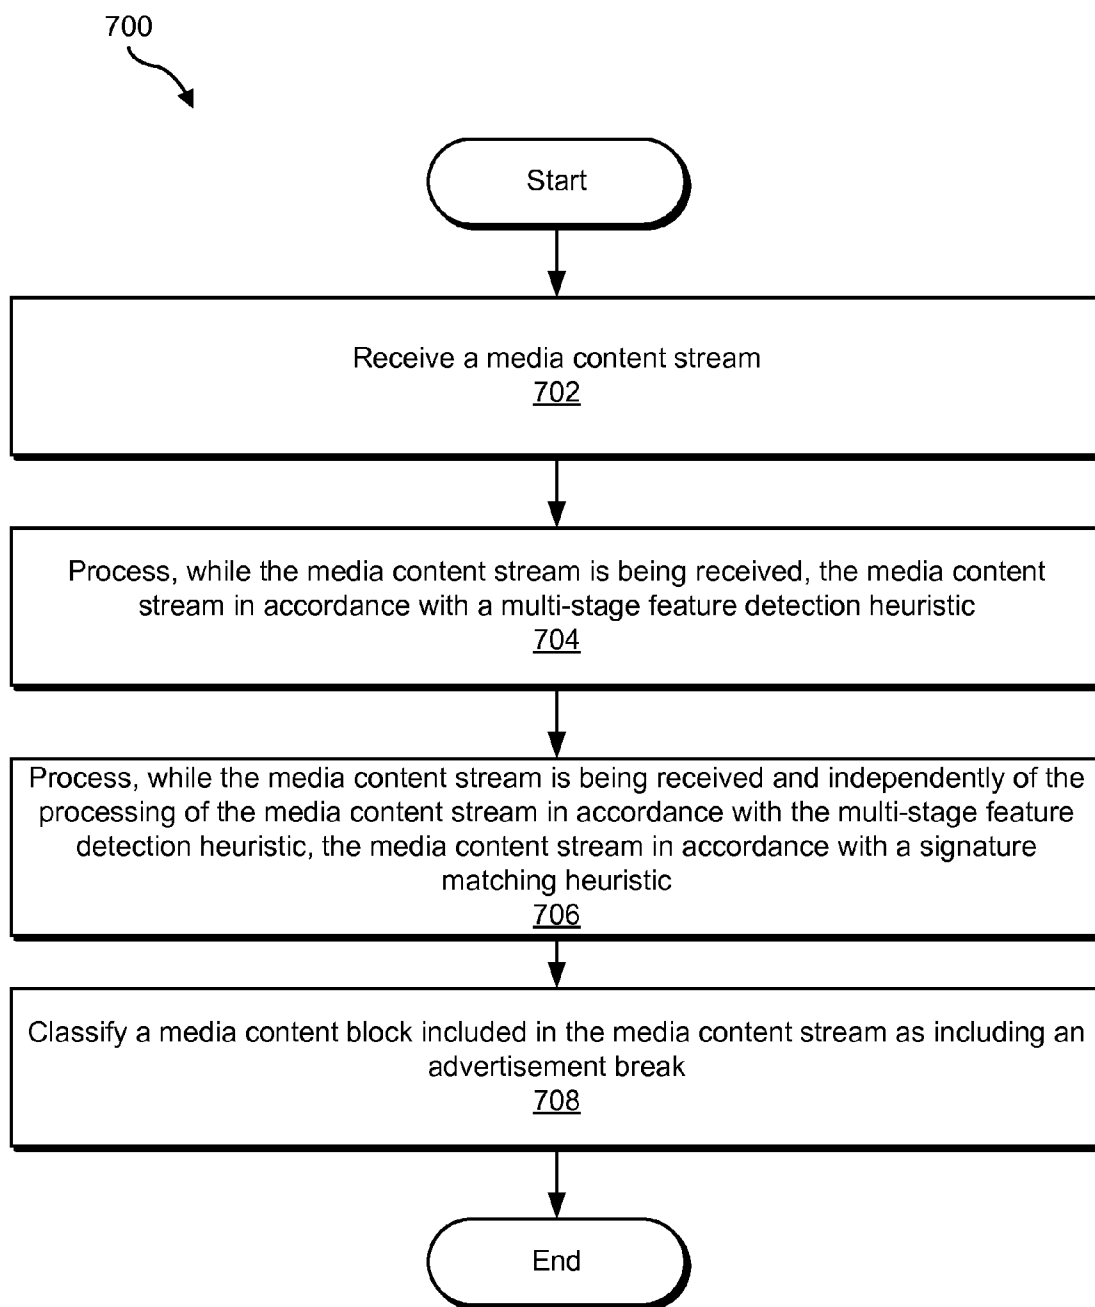 700
Start
Receive a media content stream
702
Process, while the media content stream is being received, the media content
stream in accordance with a multi-stage feature detection heuristic
704
Process, while the media content stream is being received and independently of the
processing of the media content stream in accordance with the multi-stage feature
detection heuristic, the media content stream in accordance with a signature
matching heuristic
706
Classify a media content block included in the media content stream as including an
advertisement break
708
End